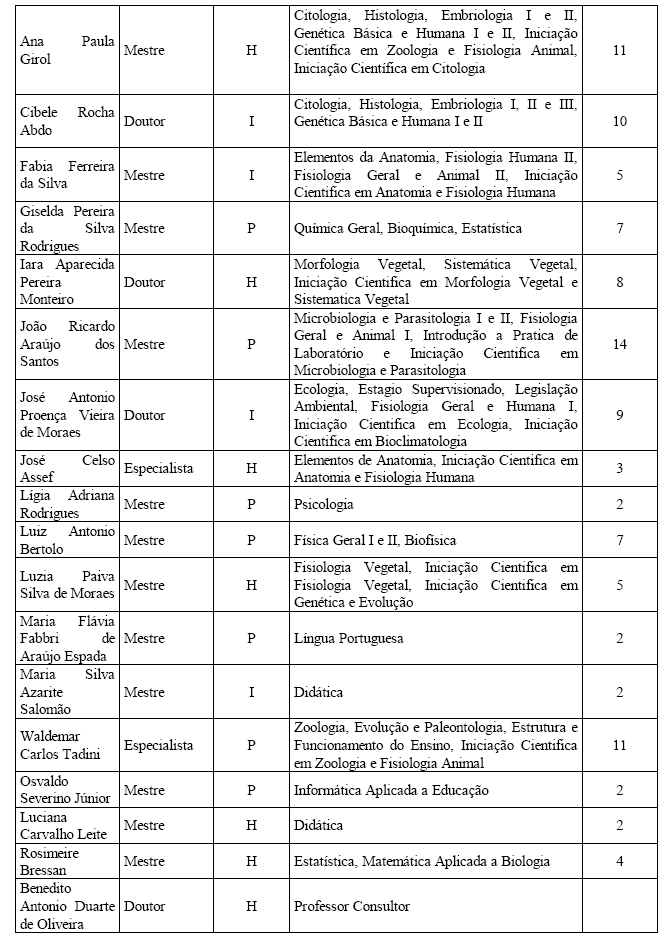 Ana Paula Girol Mestre H Citologia, Histologia, Embriologia I e II, Genética Básica e Humana I e II, Iniciação Científica em Zoologia e Fisiologia Animal, Iniciação Científica em Citologia 11
Cibele Rocha Abdo Doutor I Citologia, Histologia, Embriologia I, II e III, Genética Básica e Humana I e II 10
Fabia Ferreira da Silva Mestre I Elementos da Anatomia, Fisiologia Humana II, Fisiologia Geral e Animal II, Iniciação Cientifica em Anatomia e Fisiologia Humana 5
Giselda Pereira da Silva Rodrigues Mestre P Química Geral, Bioquímica, Estatística 7
Iara Aparecida Pereira Monteiro Doutor H Morfologia Vegetal, Sistemática Vegetal, Iniciação Cientifica em Morfologia Vegetal e Sistematica Vegetal 8
João Ricardo Araújo dos Santos Mestre P Microbiologia e Parasitologia I e II, Fisiologia Geral e Animal I, Introdução a Pratica de Laboratório e Iniciação Cientifica em Microbiologia e Parasitologia 14
José Antonio Proença Vieira de Moraes Doutor I Ecologia, Estagio Supervisionado, Legislação Ambiental, Fisiologia Geral e Humana I, Iniciação Cientifica em Ecologia, Iniciação Cientifica em Bioclimatologia 9
José Celso Assef Especialista H Elementos de Anatomia, Iniciação Cientifica em Anatomia e Fisiologia Humana 3
Lígia Adriana Rodrigues Mestre P Psicologia 2
Luiz Antonio Bertolo Mestre P Física Geral I e II, Biofísica 7
Luzia Paiva Silva de Moraes Mestre H Fisiologia Vegetal, Iniciação Cientifica em Fisiologia Vegetal, Iniciação Cientifica em Genética e Evolução 5
Maria Flávia Fabbri de Araújo Espada Mestre P Língua Portuguesa 2
Maria Silva Azarite Salomão Mestre I Didática 2
Waldemar Carlos Tadini Especialista P Zoologia, Evolução e Paleontologia, Estrutura e Funcionamento do Ensino, Iniciação Cientifica em Zoologia e Fisiologia Animal 11
Osvaldo Severino Júnior Mestre P Informática Aplicada a Educação 2
Luciana Carvalho Leite Mestre H Didática 2
Rosimeire Bressan Mestre H Estatística, Matemática Aplicada a Biologia 4
Benedito Antonio Duarte de Oliveira Doutor H Professor Consultor